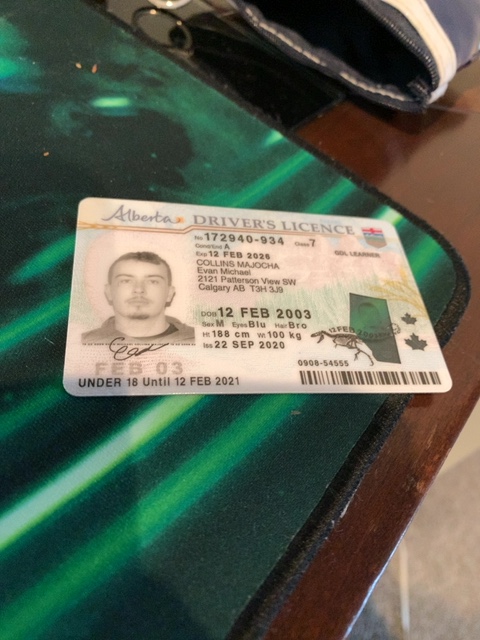 Alberta DRIVER'S LICENCE
No 172940-934 Class 7
Cond/End A GDL LEARNER
Exp 12 FEB 2026
COLLINS MAJOCHA
Evan Michael
2121 Patterson View SW
Calgary AB T3H 3J9
DOB 12 FEB 2003
Sex M Eyes Blu Hair Bro
Ht 188 cm Wt 100 kg
Iss 22 SEP 2020
FEB 03
0908-54555
UNDER 18 Until 12 FEB 2021